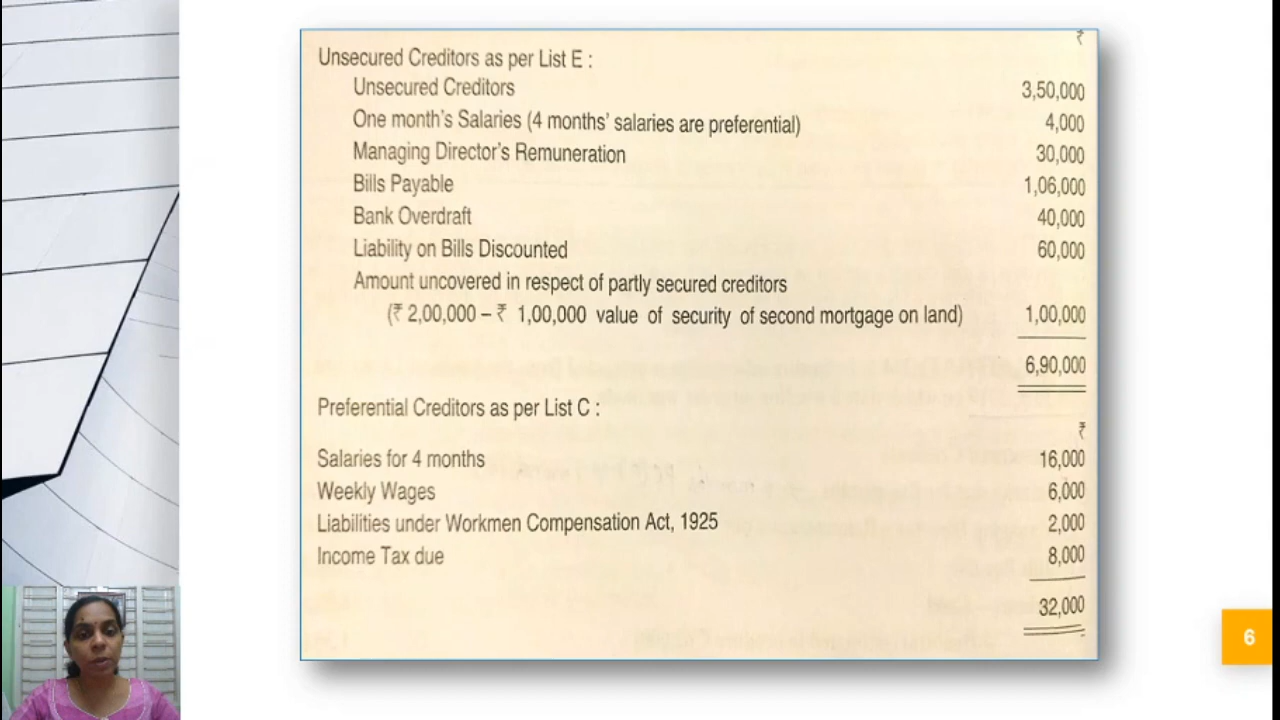 ₹
Unsecured Creditors as per List E :
Unsecured Creditors 3,50,000
One month's Salaries (4 months' salaries are preferential) 4,000
Managing Director's Remuneration 30,000
Bills Payable 1,06,000
Bank Overdraft 40,000
Liability on Bills Discounted 60,000
Amount uncovered in respect of partly secured creditors
(₹ 2,00,000 – ₹ 1,00,000 value of security of second mortgage on land) 1,00,000
6,90,000
Preferential Creditors as per List C :
₹
Salaries for 4 months 16,000
Weekly Wages 6,000
Liabilities under Workmen Compensation Act, 1925 2,000
Income Tax due 8,000
32,000
6